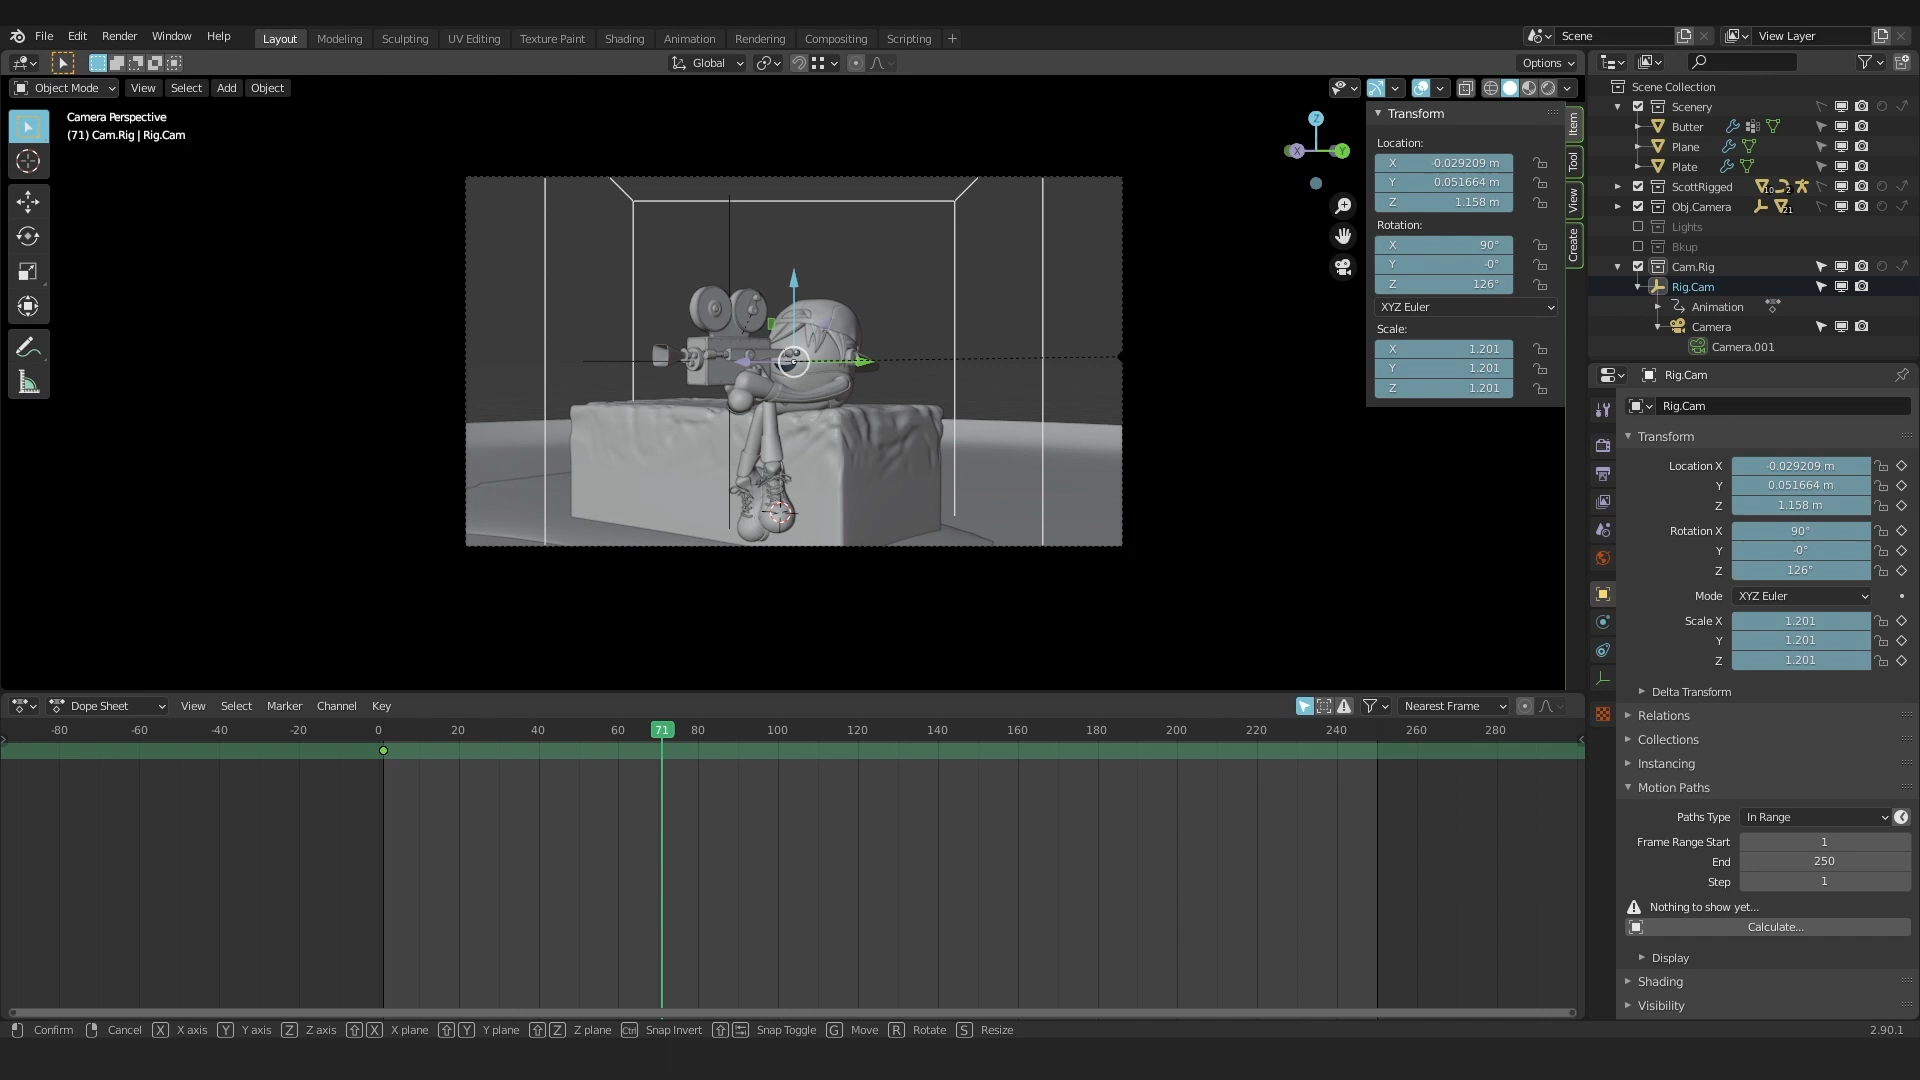 File Edit Render Window Help Layout Modeling Sculpting UV Editing Texture Paint Shading Animation Rendering Compositing Scripting + Scene View Layer
Global Options
Object Mode View Select Add Object
Camera Perspective
(71) Cam.Rig | Rig.Cam
Z
X
Y
Transform
Location:
X -0.029209 m
Y 0.051664 m
Z 1.158 m
Rotation:
X 90°
Y -0°
Z 126°
XYZ Euler
Scale:
X 1.201
Y 1.201
Z 1.201
Item
Tool
View
Create
Scene Collection
Scenery
Butter
Plane
Plate
ScottRigged 10 2
Obj.Camera 21
Lights
Bkup
Cam.Rig
Rig.Cam
Animation
Camera
Camera.001
Rig.Cam
Rig.Cam
Transform
Location X -0.029209 m
Y 0.051664 m
Z 1.158 m
Rotation X 90°
Y -0°
Z 126°
Mode XYZ Euler
Scale X 1.201
Y 1.201
Z 1.201
Delta Transform
Relations
Collections
Instancing
Motion Paths
Paths Type In Range
Frame Range Start 1
End 250
Step 1
Nothing to show yet...
Calculate...
Display
Shading
Visibility
Dope Sheet View Select Marker Channel Key Nearest Frame
-80 -60 -40 -20 0 20 40 60 71 80 100 120 140 160 180 200 220 240 260 280
Confirm Cancel X X axis Y Y axis Z Z axis X X plane Y Y plane Z Z plane Ctrl Snap Invert Snap Toggle G Move R Rotate S Resize 2.90.1